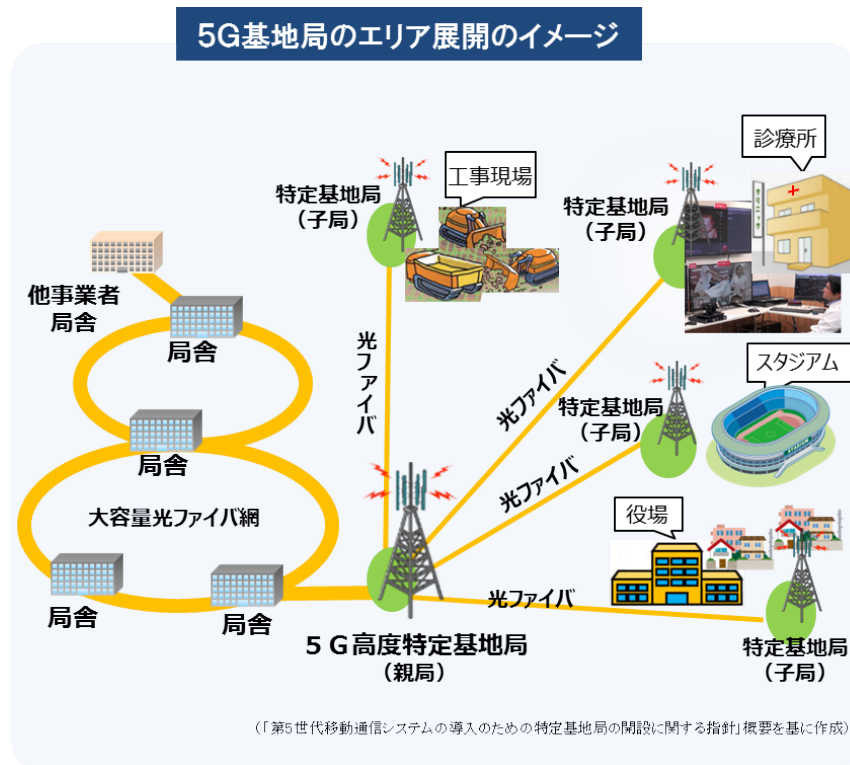 5G基地局のエリア展開のイメージ
診療所
工事現場
特定基地局
(子局)
特定基地局
(子局)
クリニック
他事業者
局舎
局舎
光ファイバ
光ファイバ
スタジアム
特定基地局
(子局)
局舎
光ファイバ
大容量光ファイバ網
役場
局舎
局舎
光ファイバ
5G高度特定基地局
(親局)
特定基地局
(子局)
(「第5世代移動通信システムの導入のための特定基地局の開設に関する指針」概要を基に作成)